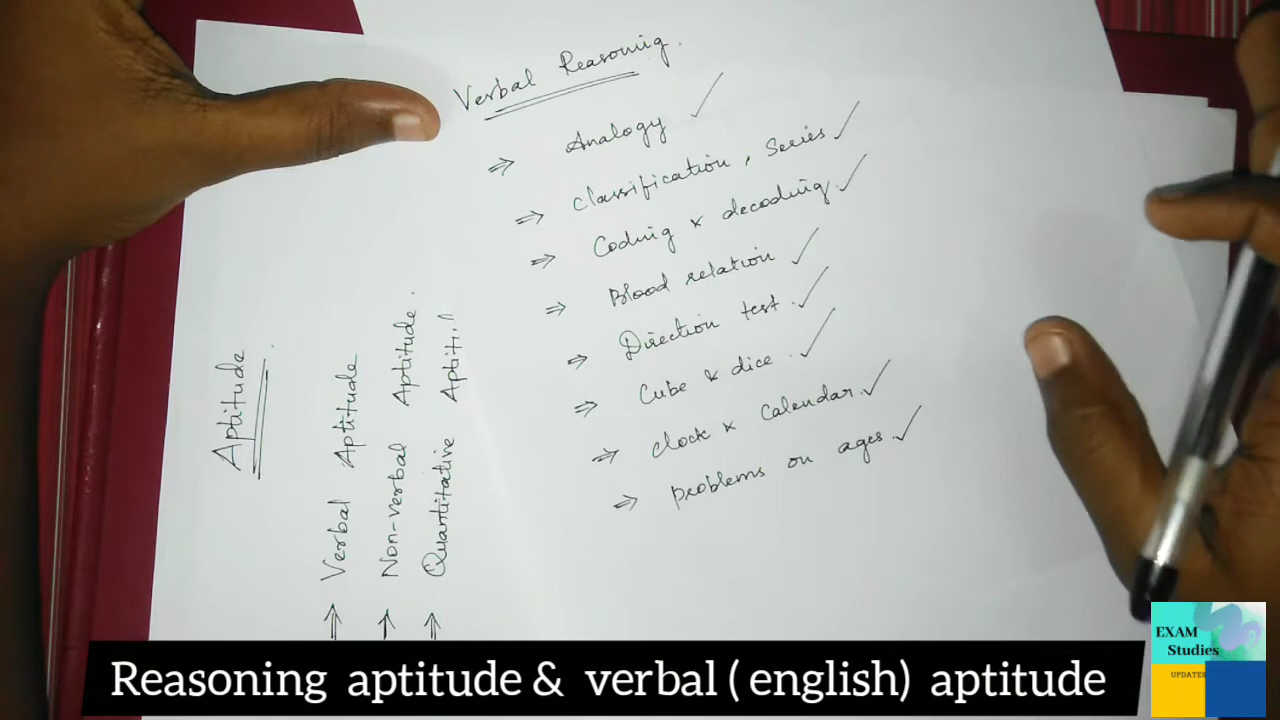 Verbal Reasoning.
⇒ Analogy ✓
⇒ Classification, Series ✓
⇒ Coding & decoding ✓
⇒ Blood relation ✓
⇒ Direction test. ✓
⇒ Cube & dice. ✓
⇒ Clock & Calendar. ✓
⇒ Problems on ages. ✓
Aptitude.
⇒ Verbal Aptitude
⇒ Non-verbal Aptitude.
⇒ Quantitative
Reasoning aptitude & verbal ( english) aptitude
EXAM
Studies
UPDATES